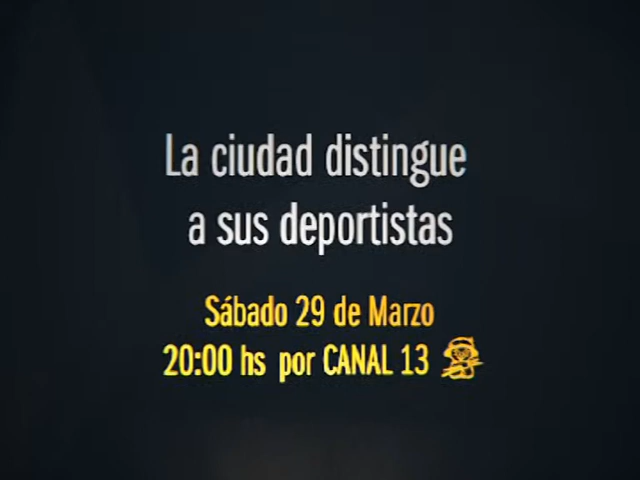 La ciudad distingue
a sus deportistas
Sábado 29 de Marzo
20:00 hs por CANAL 13